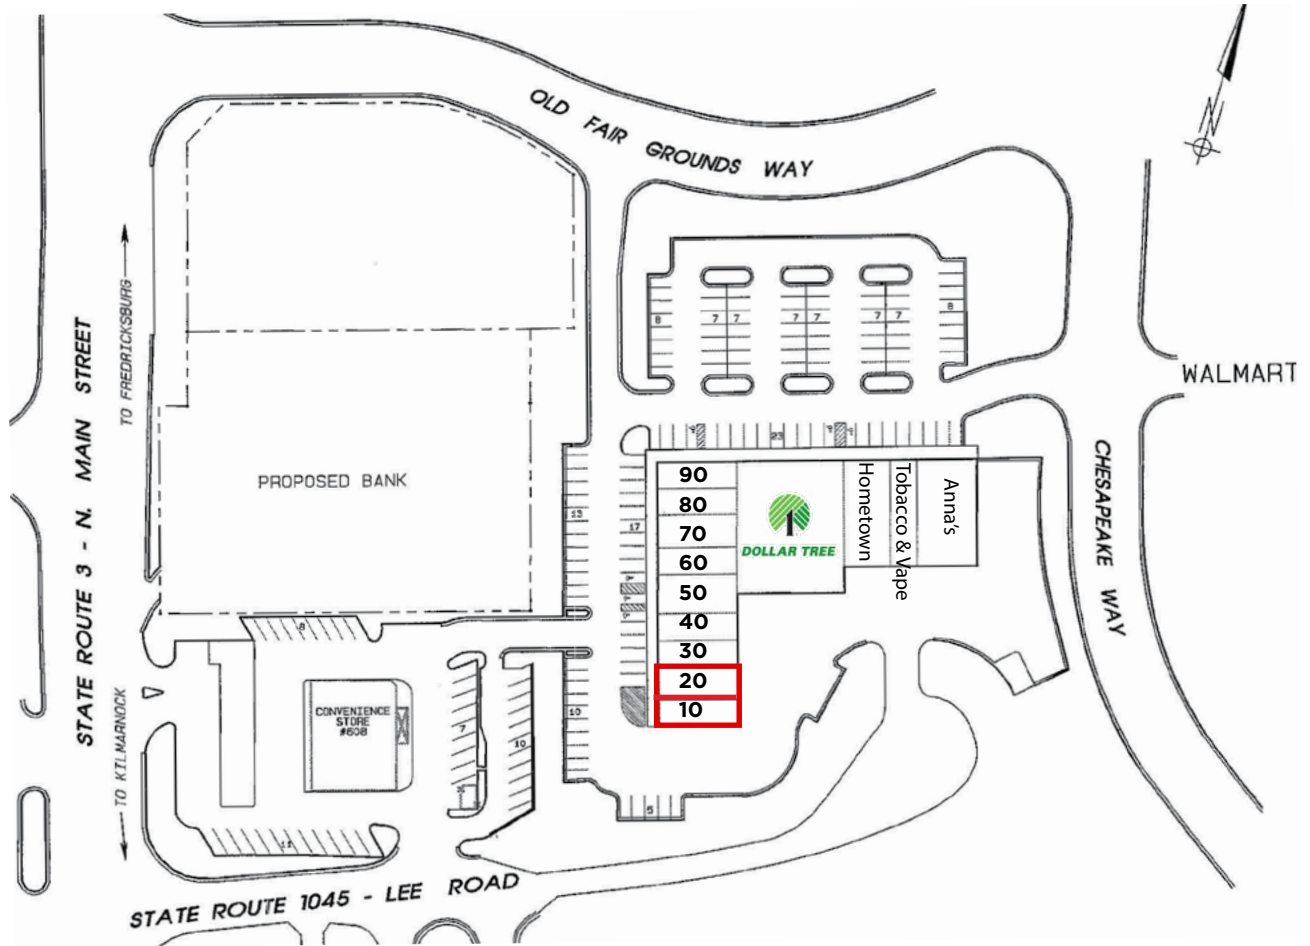 OLD FAIR GROUNDS WAY
N
TO FREDRICKSBURG
STATE ROUTE 3 - N. MAIN STREET
TO KILMARNOCK
8
7 7
7 7
7 7
8
WALMART
23
CHESAPEAKE WAY
PROPOSED BANK
13
17
90
80
70
60
50
40
30
20
10
DOLLAR TREE
Hometown
Tobacco & Vape
Anna's
8
CONVENIENCE
STORE
#608
7
10
10
5
11
STATE ROUTE 1045 - LEE ROAD